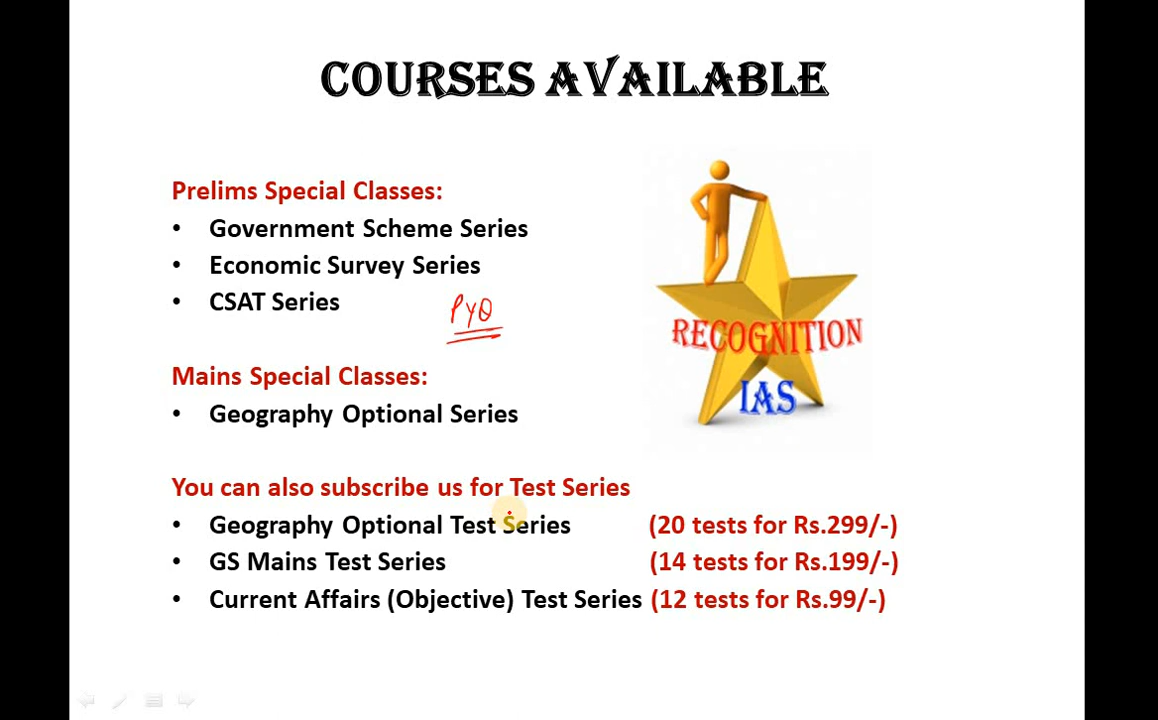 COURSES AVAILABLE
Prelims Special Classes:
• Government Scheme Series
• Economic Survey Series
• CSAT Series
PYQ
RECOGNITION
IAS
Mains Special Classes:
• Geography Optional Series
You can also subscribe us for Test Series
• Geography Optional Test Series (20 tests for Rs.299/-)
• GS Mains Test Series (14 tests for Rs.199/-)
• Current Affairs (Objective) Test Series (12 tests for Rs.99/-)